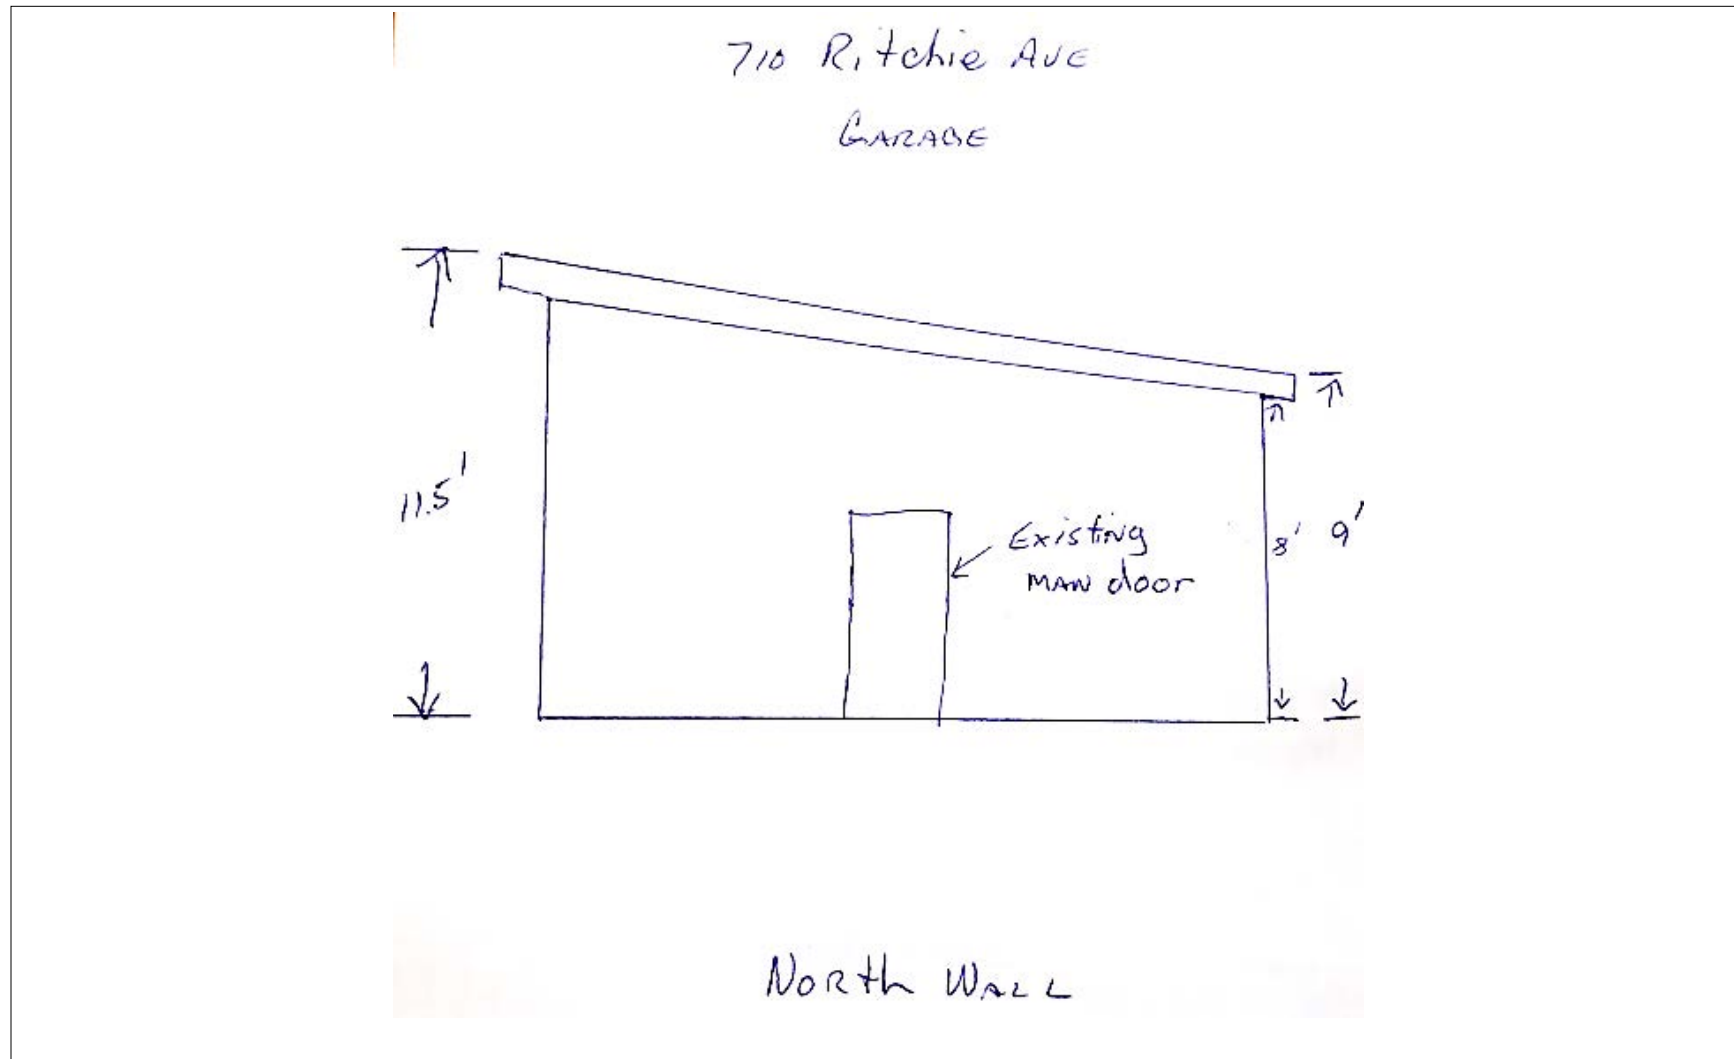 710 Ritchie AVE
GARAGE
11.5'
Existing
MAN door
8'
9'
NORth WALL